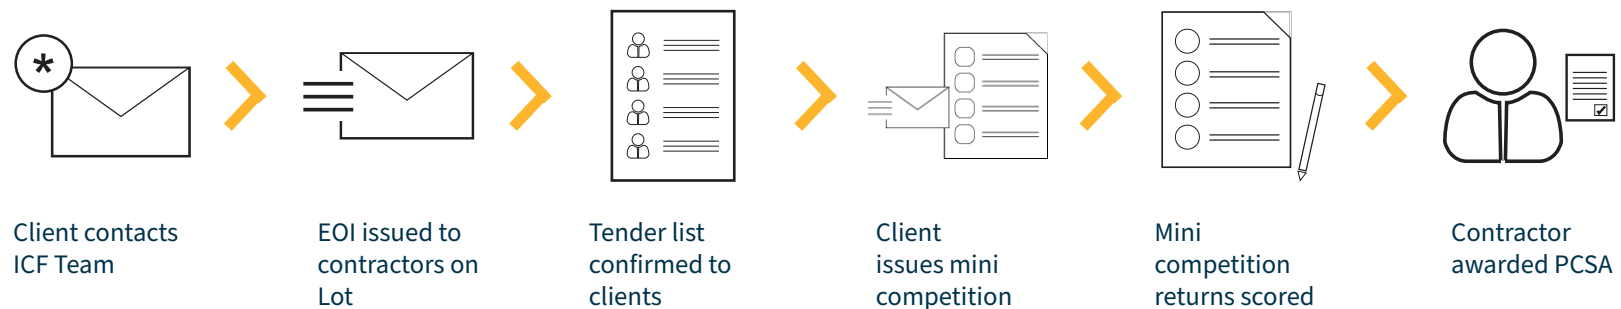 *
Client contacts
ICF Team
EOI issued to
contractors on
Lot
Tender list
confirmed to
clients
Client
issues mini
competition
Mini
competition
returns scored
Contractor
awarded PCSA